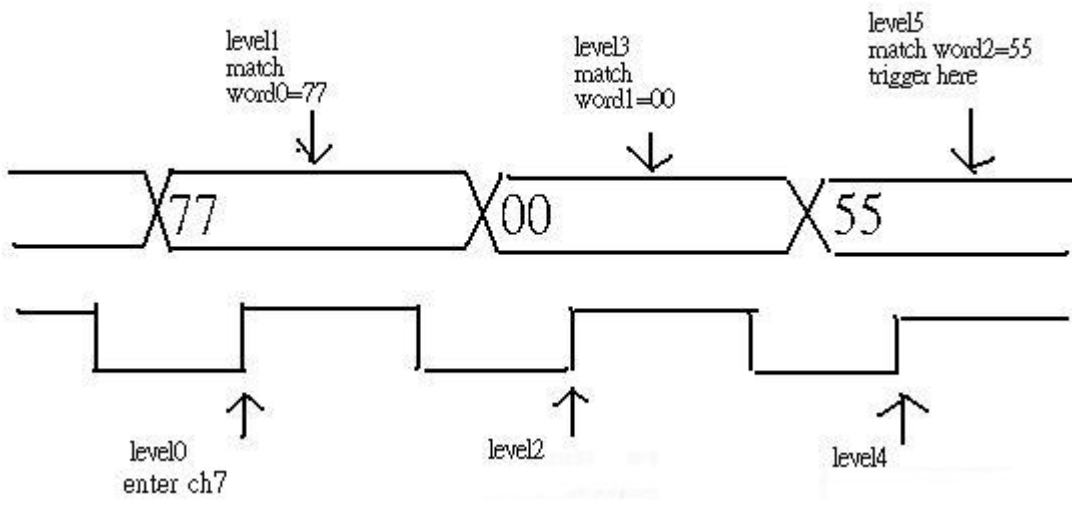 level1
match
word0=77
level3
match
word1=00
level5
match word2=55
trigger here
77
00
55
level0
enter ch7
level2
level4